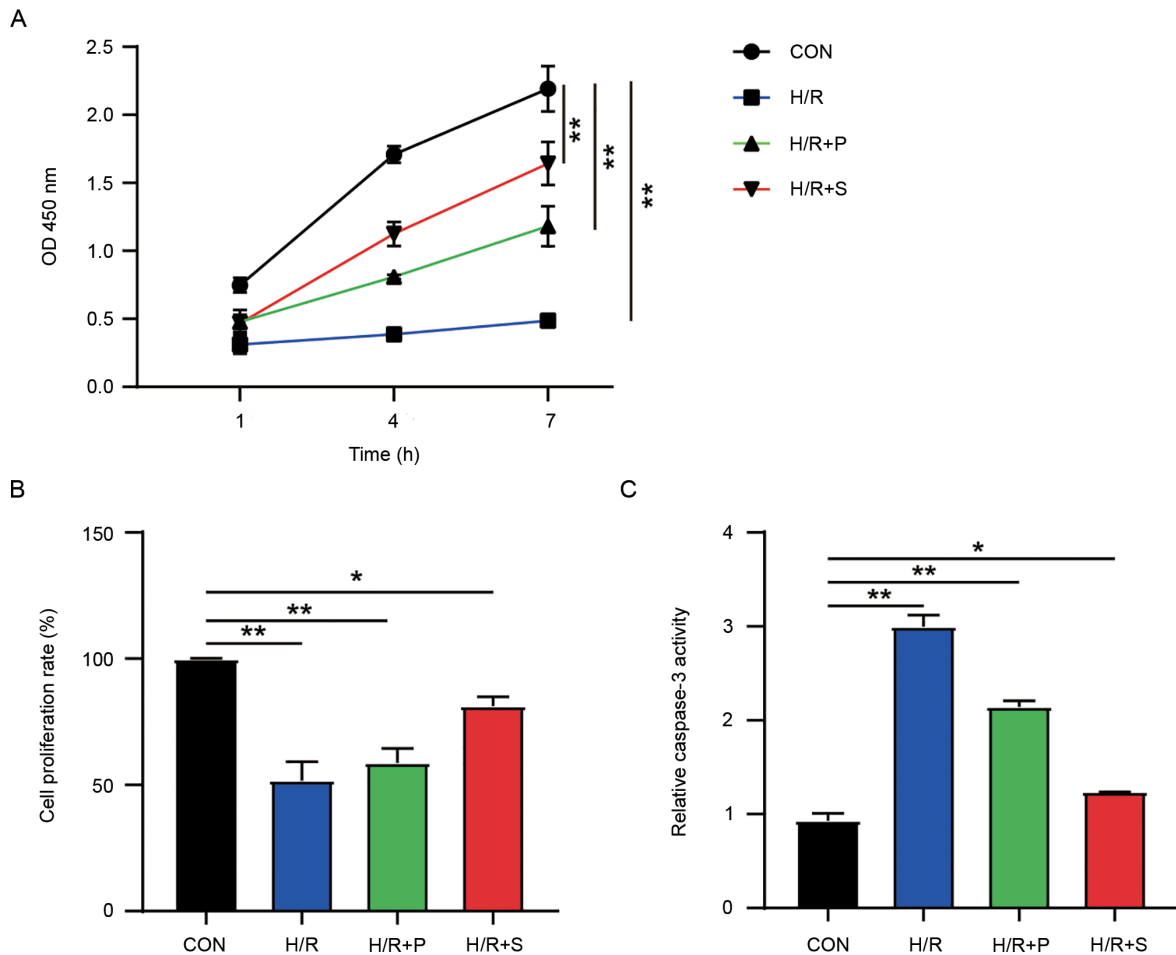 A
2.5
2.0
1.5
1.0
0.5
0.0
OD 450 nm
1 4 7
Time (h)
**
**
**
CON
H/R
H/R+P
H/R+S
B
150
100
50
0
Cell proliferation rate (%)
*
**
**
CON H/R H/R+P H/R+S
C
4
3
2
1
0
Relative caspase-3 activity
*
**
**
CON H/R H/R+P H/R+S